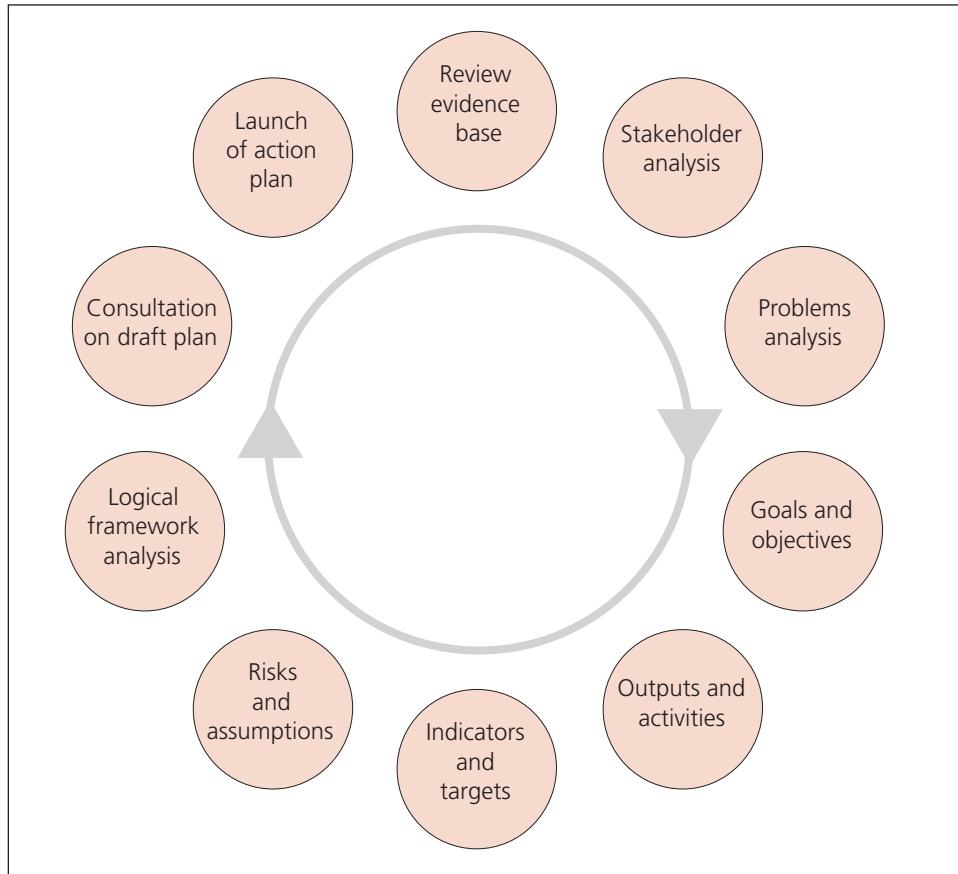 Review
evidence
base
Stakeholder
analysis
Problems
analysis
Goals and
objectives
Outputs and
activities
Indicators
and
targets
Risks
and
assumptions
Logical
framework
analysis
Consultation
on draft plan
Launch
of action
plan